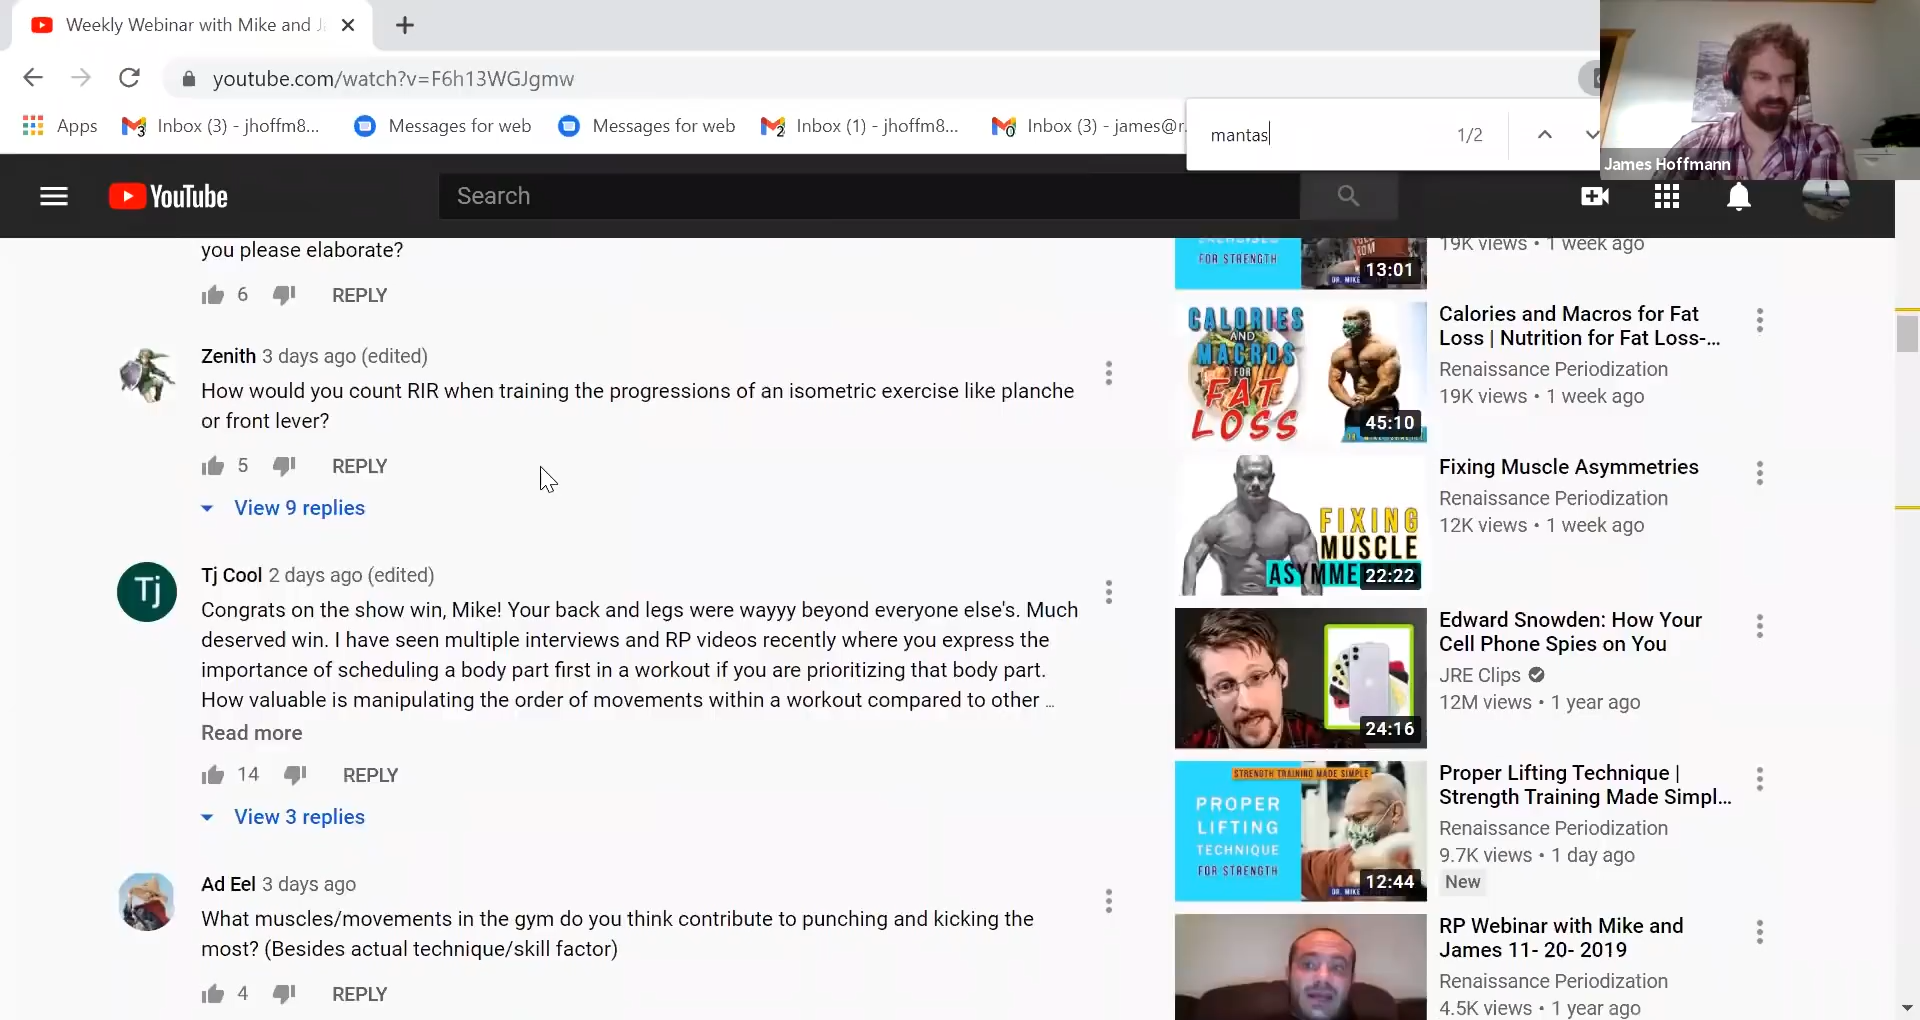 Weekly Webinar with Mike and J
youtube.com/watch?v=F6h13WGJgmw
Apps
3
Inbox (3) - jhoffm8...
Messages for web
Messages for web
2
Inbox (1) - jhoffm8...
0
Inbox (3) - james@r.
mantas
1/2
James Hoffmann
YouTube
Search
you please elaborate?
6
REPLY
Zenith 3 days ago (edited)
How would you count RIR when training the progressions of an isometric exercise like planche
or front lever?
5
REPLY
View 9 replies
Tj
Tj Cool 2 days ago (edited)
Congrats on the show win, Mike! Your back and legs were wayyy beyond everyone else's. Much
deserved win. I have seen multiple interviews and RP videos recently where you express the
importance of scheduling a body part first in a workout if you are prioritizing that body part.
How valuable is manipulating the order of movements within a workout compared to other ...
Read more
14
REPLY
View 3 replies
Ad Eel 3 days ago
What muscles/movements in the gym do you think contribute to punching and kicking the
most? (Besides actual technique/skill factor)
4
REPLY
FOR STRENGTH
DR. MIKE
13:01
19K views • 1 week ago
CALORIES
AND
MACROS
FOR
FAT
LOSS
45:10
Calories and Macros for Fat
Loss | Nutrition for Fat Loss-...
Renaissance Periodization
19K views • 1 week ago
FIXING
MUSCLE
ASYMME
22:22
Fixing Muscle Asymmetries
Renaissance Periodization
12K views • 1 week ago
24:16
Edward Snowden: How Your
Cell Phone Spies on You
JRE Clips
12M views • 1 year ago
STRENGTH TRAINING MADE SIMPLE
PROPER
LIFTING
TECHNIQUE
FOR STRENGTH
DR. MIKE
12:44
Proper Lifting Technique |
Strength Training Made Simpl...
Renaissance Periodization
9.7K views • 1 day ago
New
RP Webinar with Mike and
James 11- 20- 2019
Renaissance Periodization
4.5K views • 1 year ago